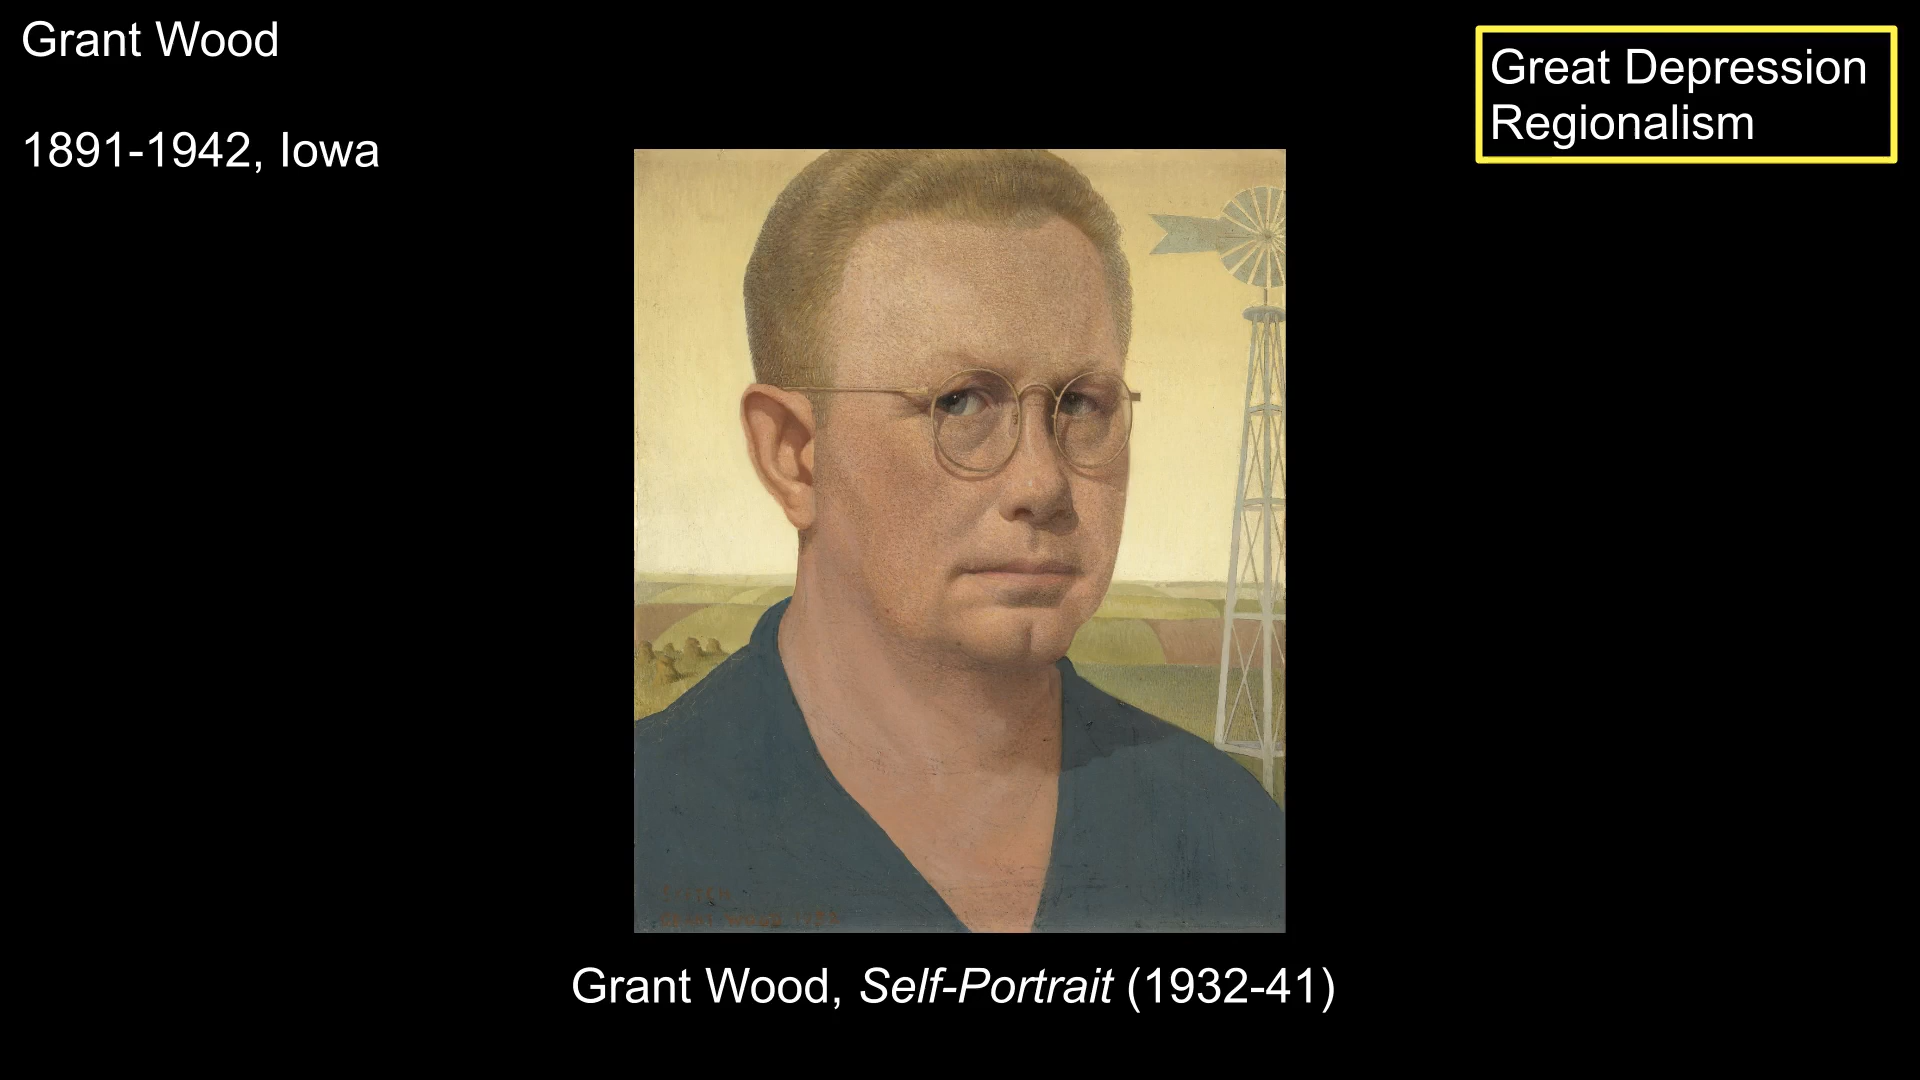 Grant Wood
1891-1942, Iowa
Great Depression
Regionalism
Grant Wood, Self-Portrait (1932-41)